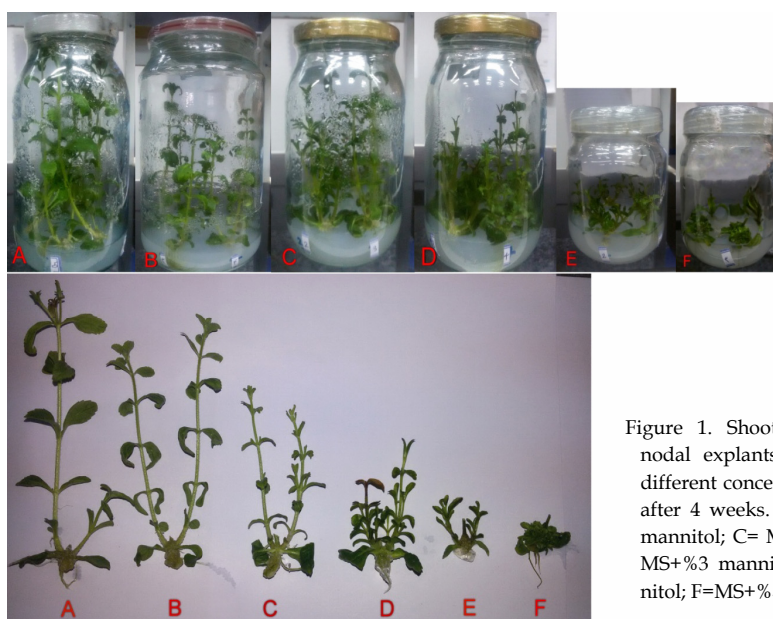 A
B
C
D
E
F
A
B
C
D
E
F
Figure 1. Shoot
nodal explants
different conce
after 4 weeks.
mannitol; C= M
MS+%3 manni
nitol; F=MS+%